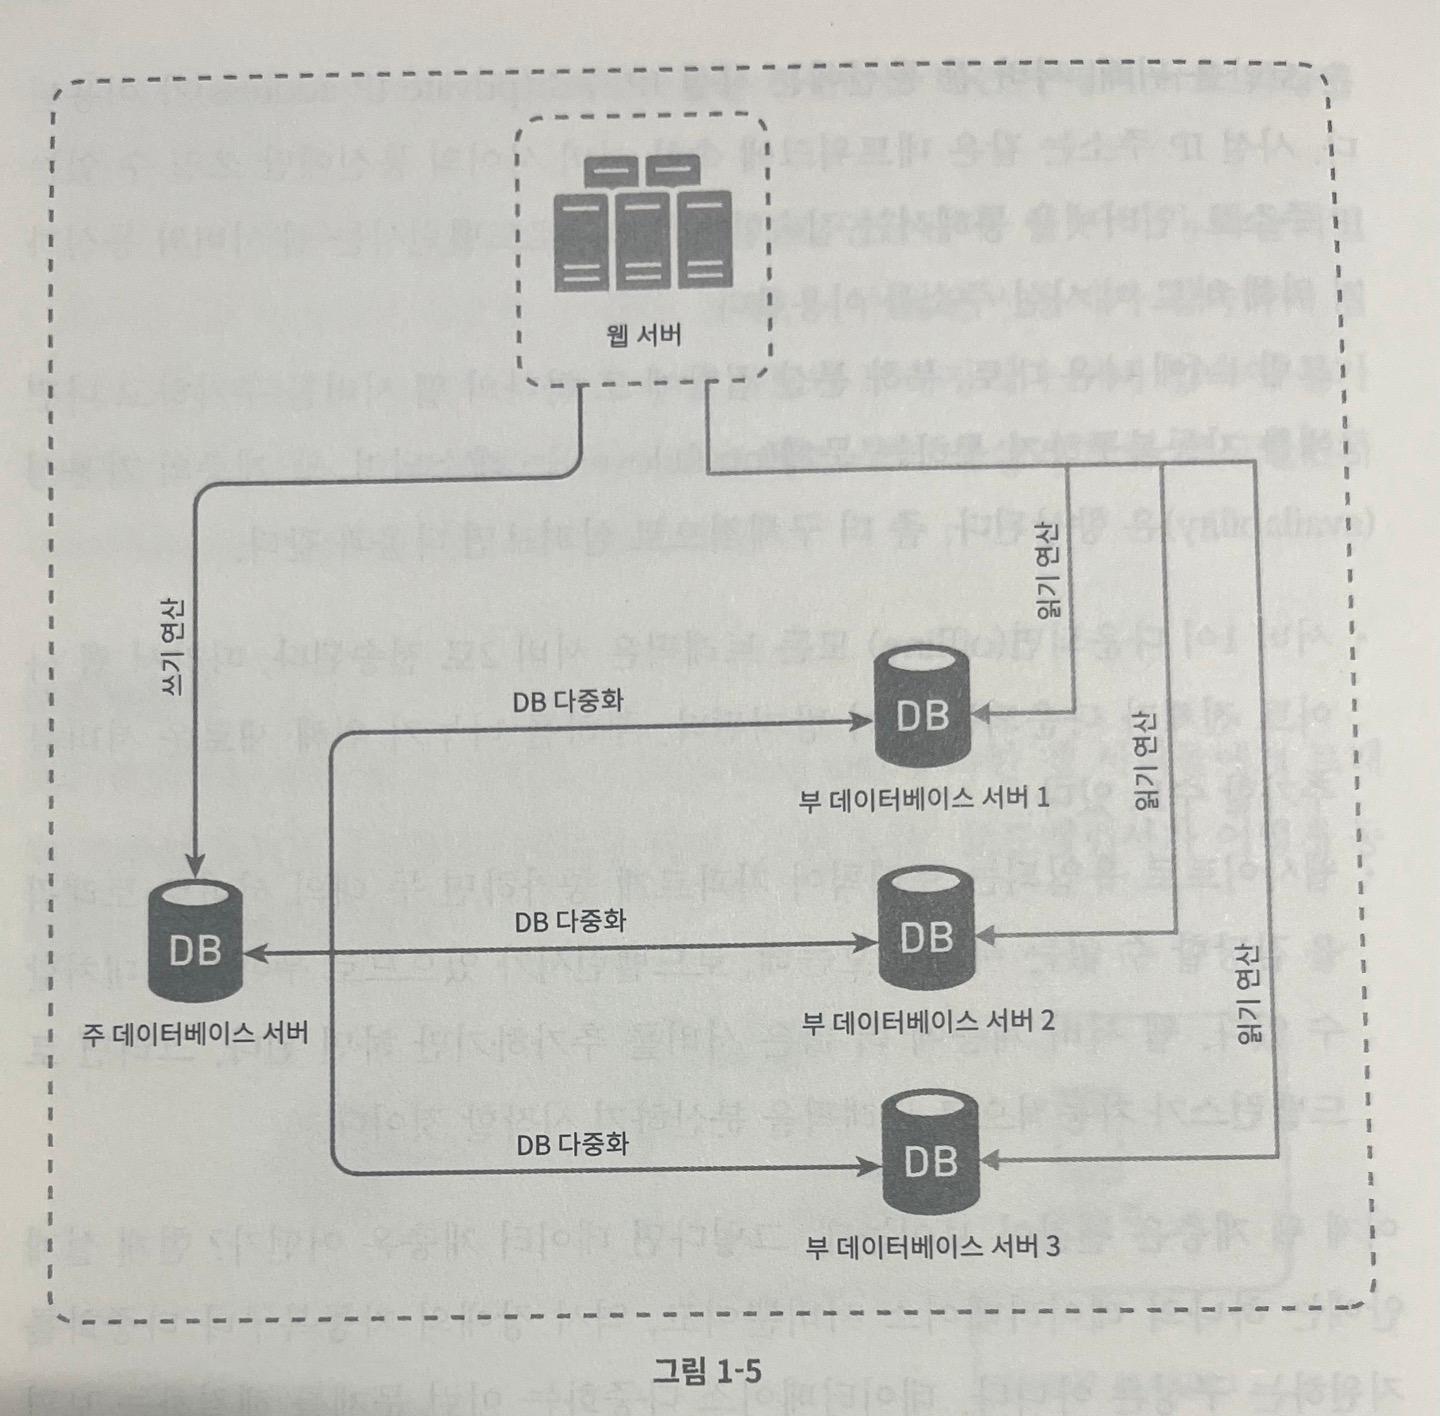 웹 서버
쓰기 연산
읽기 연산
DB 다중화
DB
부 데이터베이스 서버 1
읽기 연산
DB
주 데이터베이스 서버
DB 다중화
DB
부 데이터베이스 서버 2
읽기 연산
DB 다중화
DB
부 데이터베이스 서버 3
그림 1-5